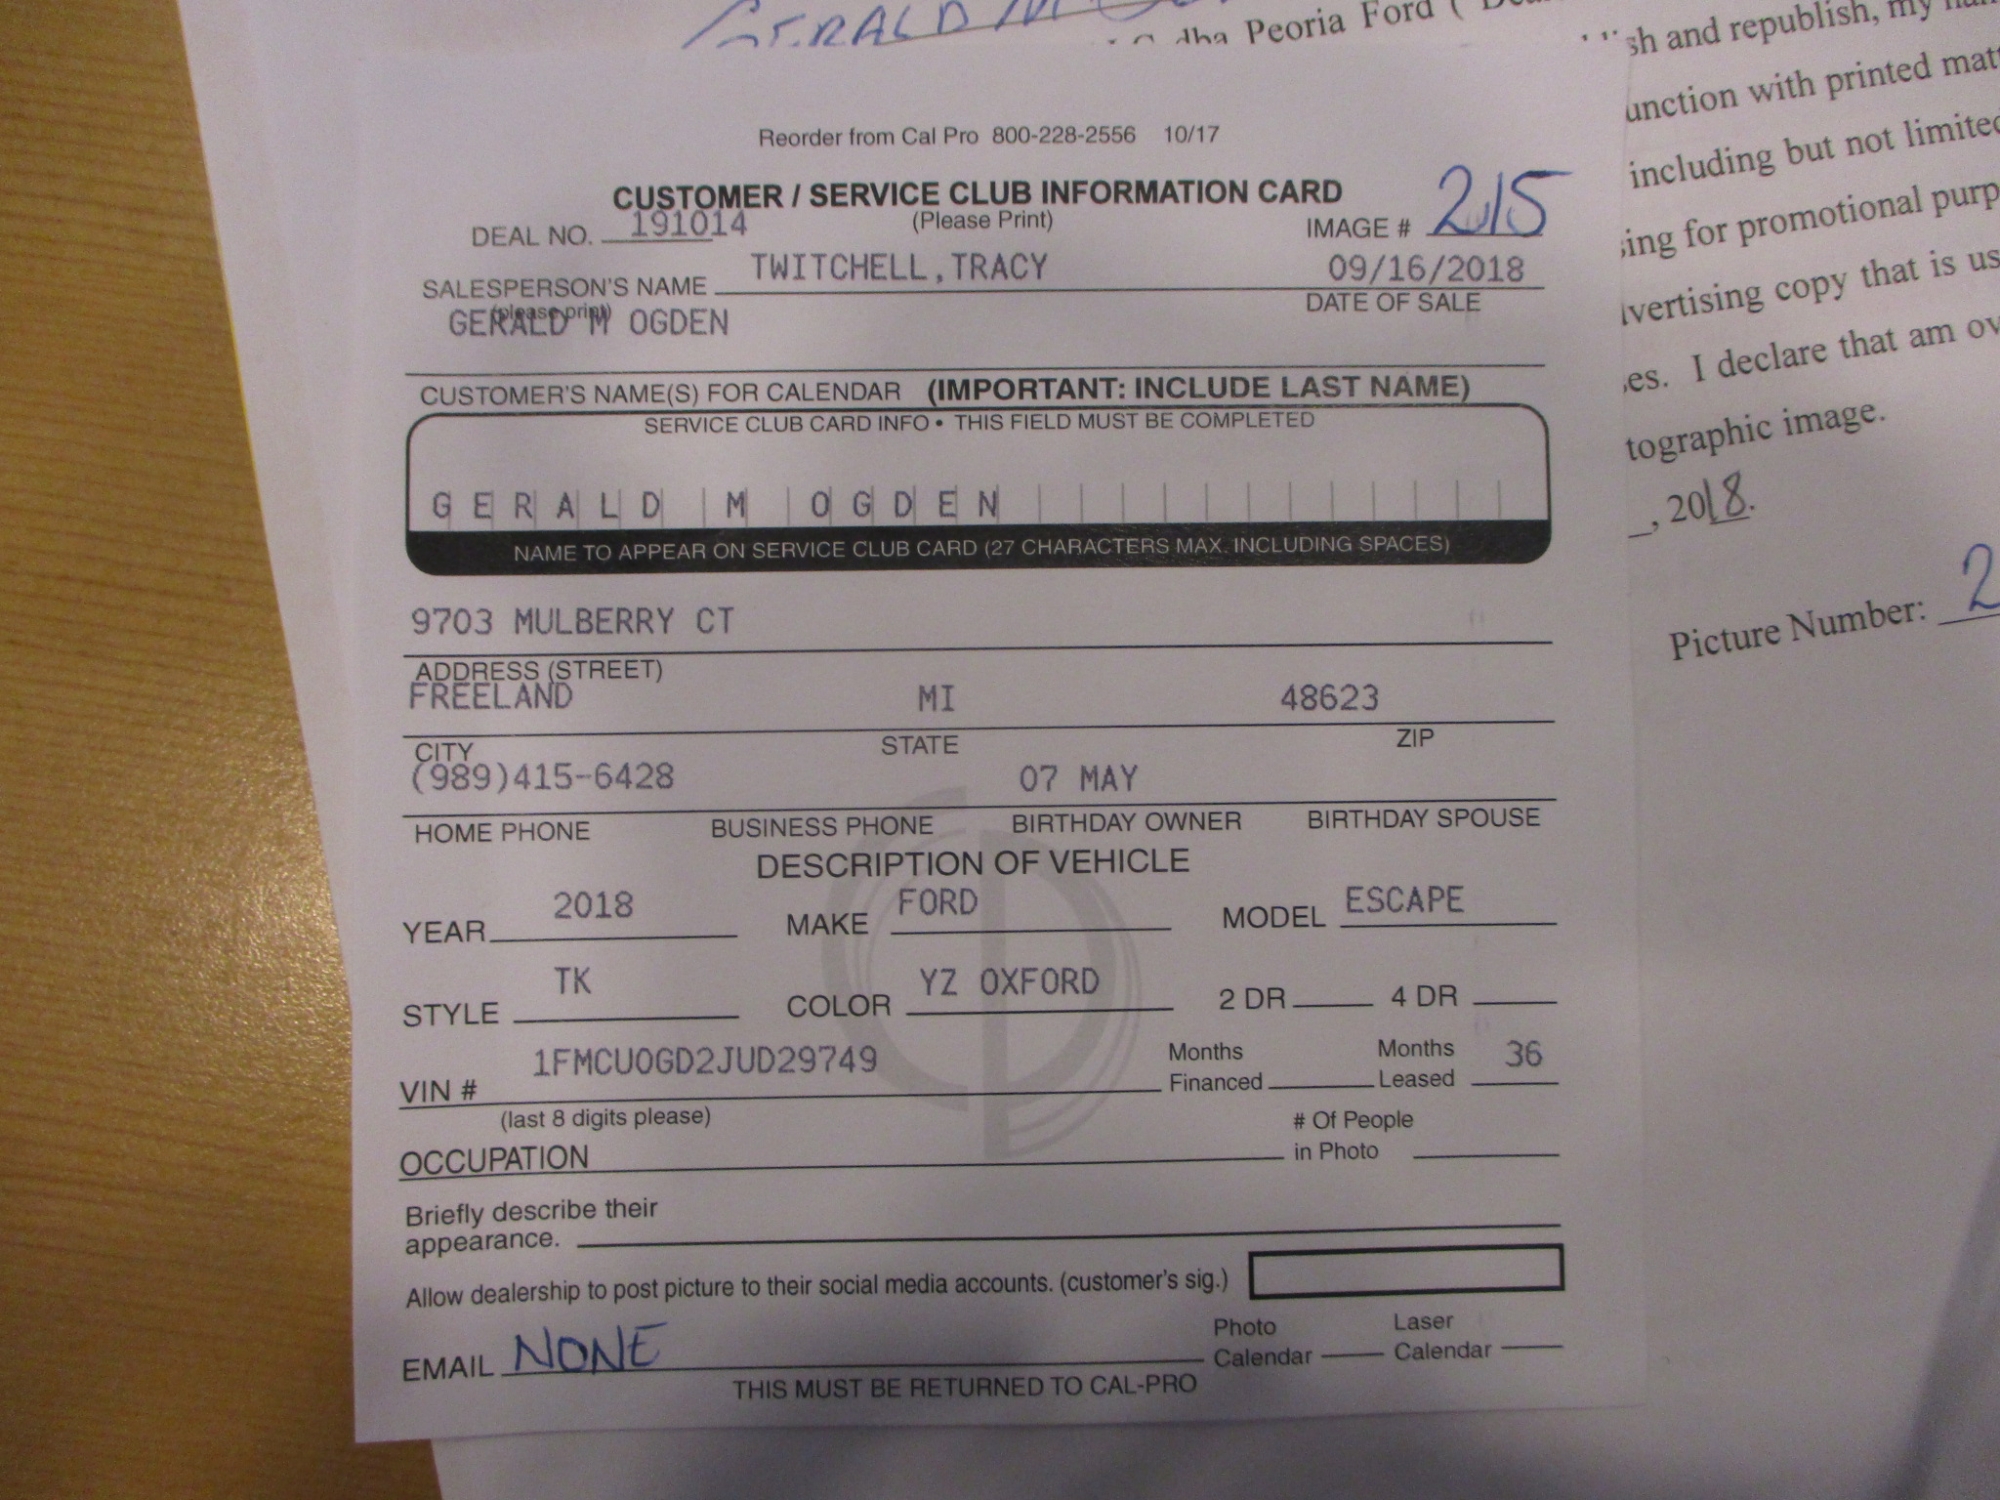 GERALD M
dba Peoria Ford (
sh and republish, my
unction with printed
including but not limited
ing for promotional
vertising copy that is
es. I declare that am
tographic image.
, 2018.
Picture Number: 2
Reorder from Cal Pro 800-228-2556 10/17
CUSTOMER / SERVICE CLUB INFORMATION CARD
DEAL NO. 191014 (Please Print) IMAGE # 215
SALESPERSON'S NAME TWITCHELL,TRACY 09/16/2018
(please print) DATE OF SALE
GERALD M OGDEN
CUSTOMER'S NAME(S) FOR CALENDAR (IMPORTANT: INCLUDE LAST NAME)
SERVICE CLUB CARD INFO • THIS FIELD MUST BE COMPLETED
GERALD M OGDEN
NAME TO APPEAR ON SERVICE CLUB CARD (27 CHARACTERS MAX. INCLUDING SPACES)
9703 MULBERRY CT
ADDRESS (STREET)
FREELAND MI 48623
CITY STATE ZIP
(989)415-6428 07 MAY
HOME PHONE BUSINESS PHONE BIRTHDAY OWNER BIRTHDAY SPOUSE
DESCRIPTION OF VEHICLE
YEAR 2018 MAKE FORD MODEL ESCAPE
STYLE TK COLOR YZ OXFORD 2 DR 4 DR
VIN # 1FMCU0GD2JUD29749 Months Financed Months Leased 36
(last 8 digits please)
OCCUPATION # Of People in Photo
Briefly describe their
appearance.
Allow dealership to post picture to their social media accounts. (customer's sig.)
EMAIL NONE Photo Calendar Laser Calendar
THIS MUST BE RETURNED TO CAL-PRO